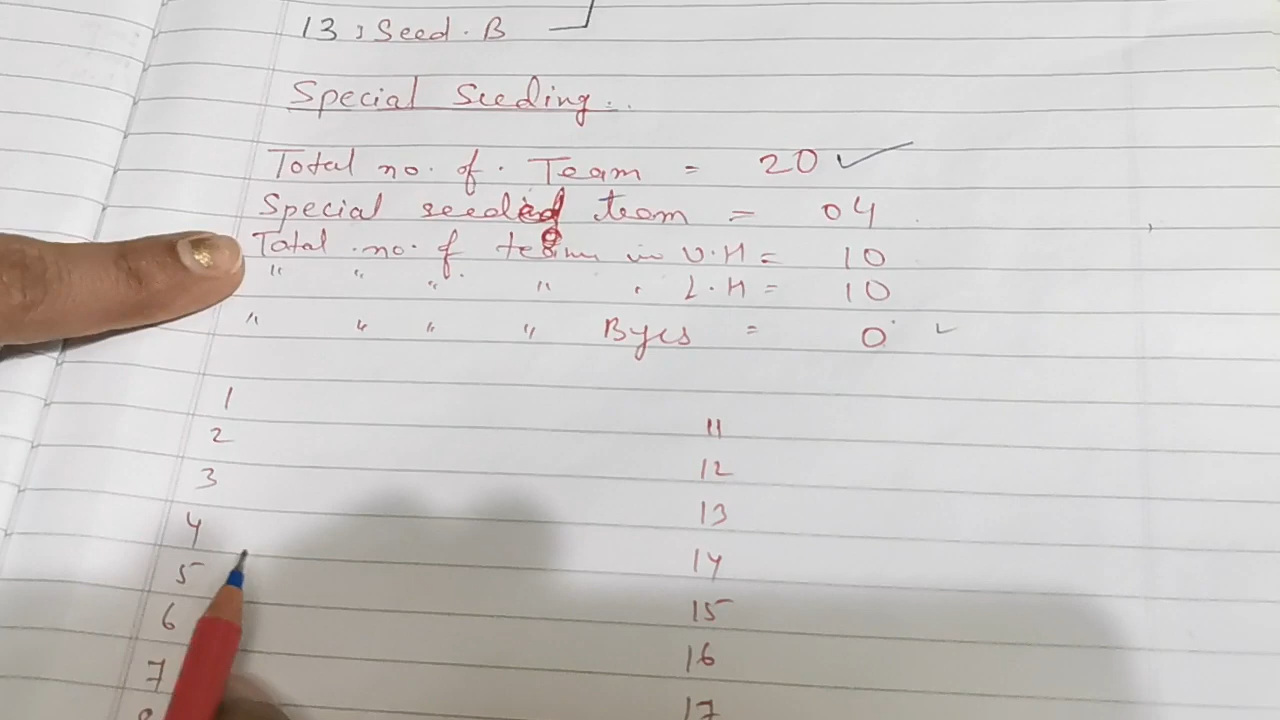 13 : Seed. B
Special Seeding..
Total no. of. Team = 20 ✓
Special seeded team = 04
Total no. of team in U.H = 10
" " " " " L.H = 10
" " " " Byes = 0 ✓
1
2
3
4
5
6
7
8
11
12
13
14
15
16
17